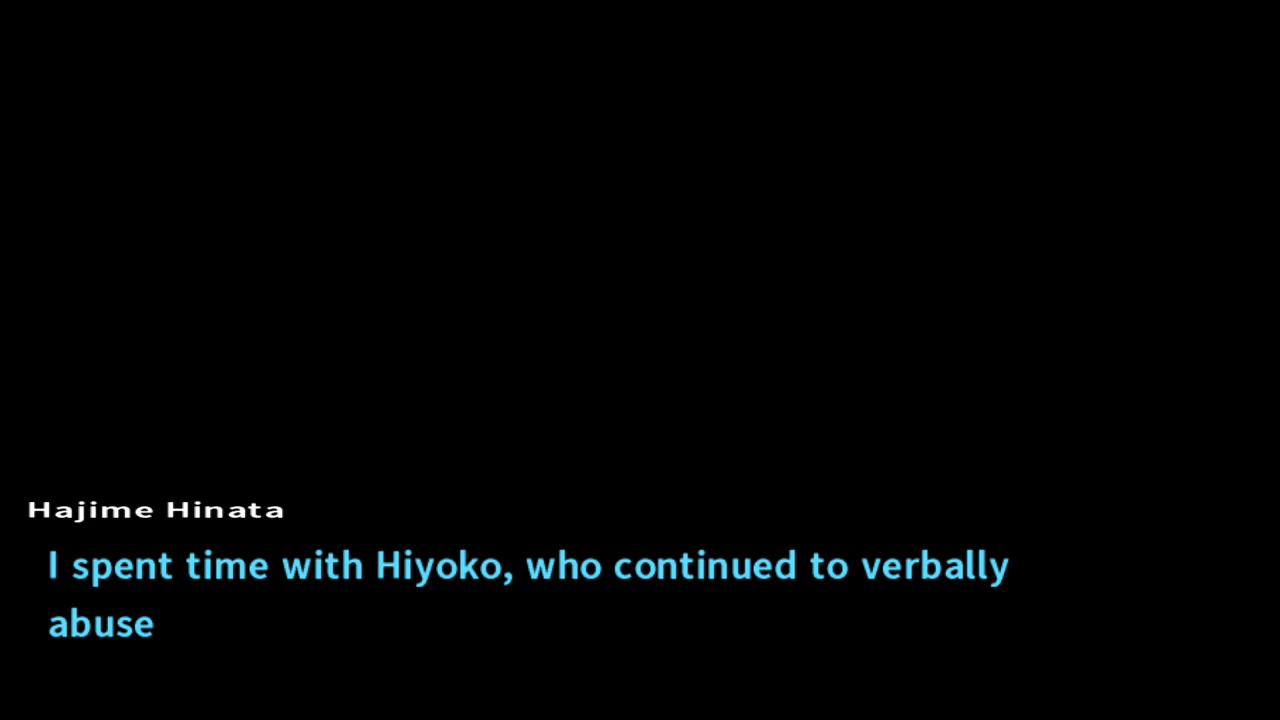 Hajime Hinata
I spent time with Hiyoko, who continued to verbally
abuse